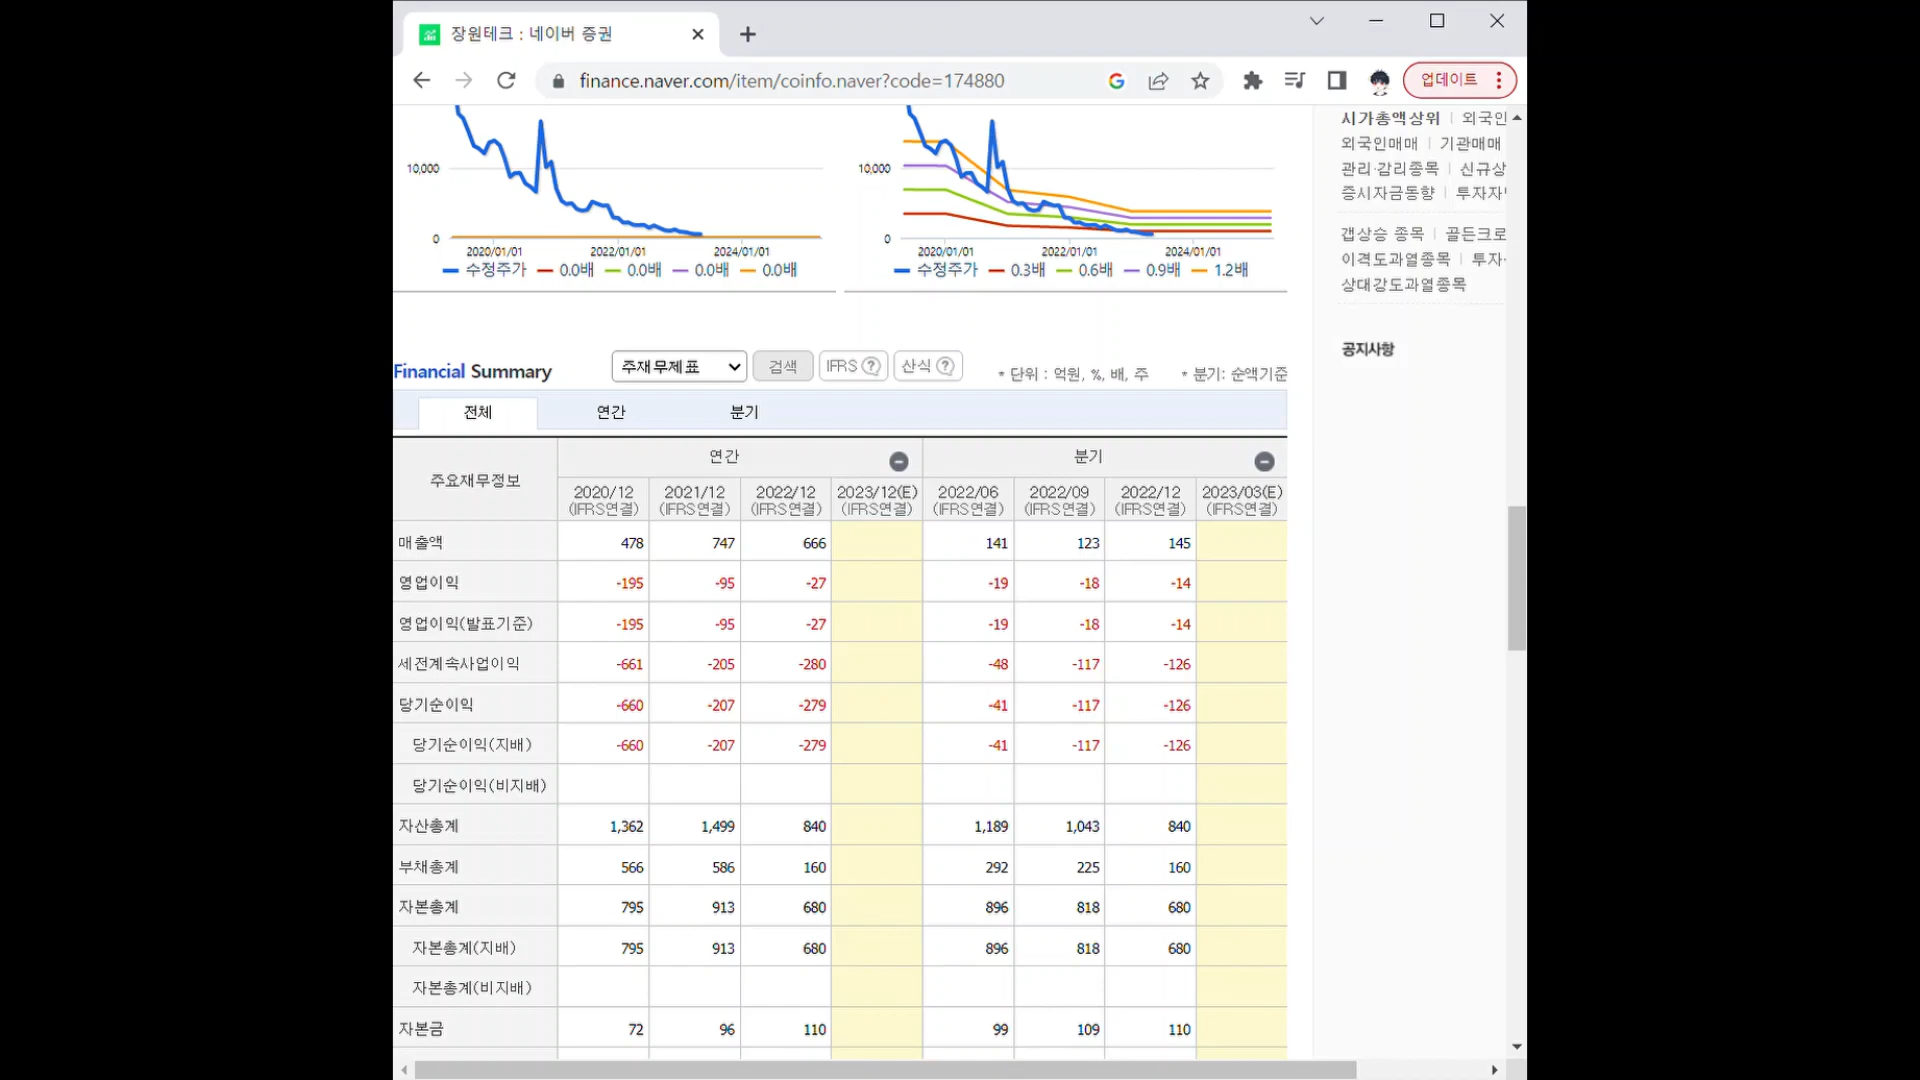 장원테크 : 네이버 증권
finance.naver.com/item/coinfo.naver?code=174880
업데이트
시가총액상위 외국인
외국인매매 기관매매
관리·감리종목 신규상
증시자금동향
갭상승 종목 골든크로
이격도과열종목
상대강도과열종목
공지사항
10,000
0
2020/01/01 2022/01/01 2024/01/01
수정주가 0.0배 0.0배 0.0배 0.0배
10,000
0
2020/01/01 2022/01/01 2024/01/01
수정주가 0.3배 0.6배 0.9배 1.2배
Financial Summary 주재무제표 검색 IFRS ? 산식 ? * 단위 : 억원, %, 배, 주 * 분기: 순액기준
전체 연간 분기
주요재무정보 연간 분기
2020/12 2021/12 2022/12 2023/12(E) 2022/06 2022/09 2022/12 2023/03(E)
(IFRS연결) (IFRS연결) (IFRS연결) (IFRS연결) (IFRS연결) (IFRS연결) (IFRS연결) (IFRS연결)
매출액 478 747 666 141 123 145
영업이익 -195 -95 -27 -19 -18 -14
영업이익(발표기준) -195 -95 -27 -19 -18 -14
세전계속사업이익 -661 -205 -280 -48 -117 -126
당기순이익 -660 -207 -279 -41 -117 -126
당기순이익(지배) -660 -207 -279 -41 -117 -126
당기순이익(비지배)
자산총계 1,362 1,499 840 1,189 1,043 840
부채총계 566 586 160 292 225 160
자본총계 795 913 680 896 818 680
자본총계(지배) 795 913 680 896 818 680
자본총계(비지배)
자본금 72 96 110 99 109 110